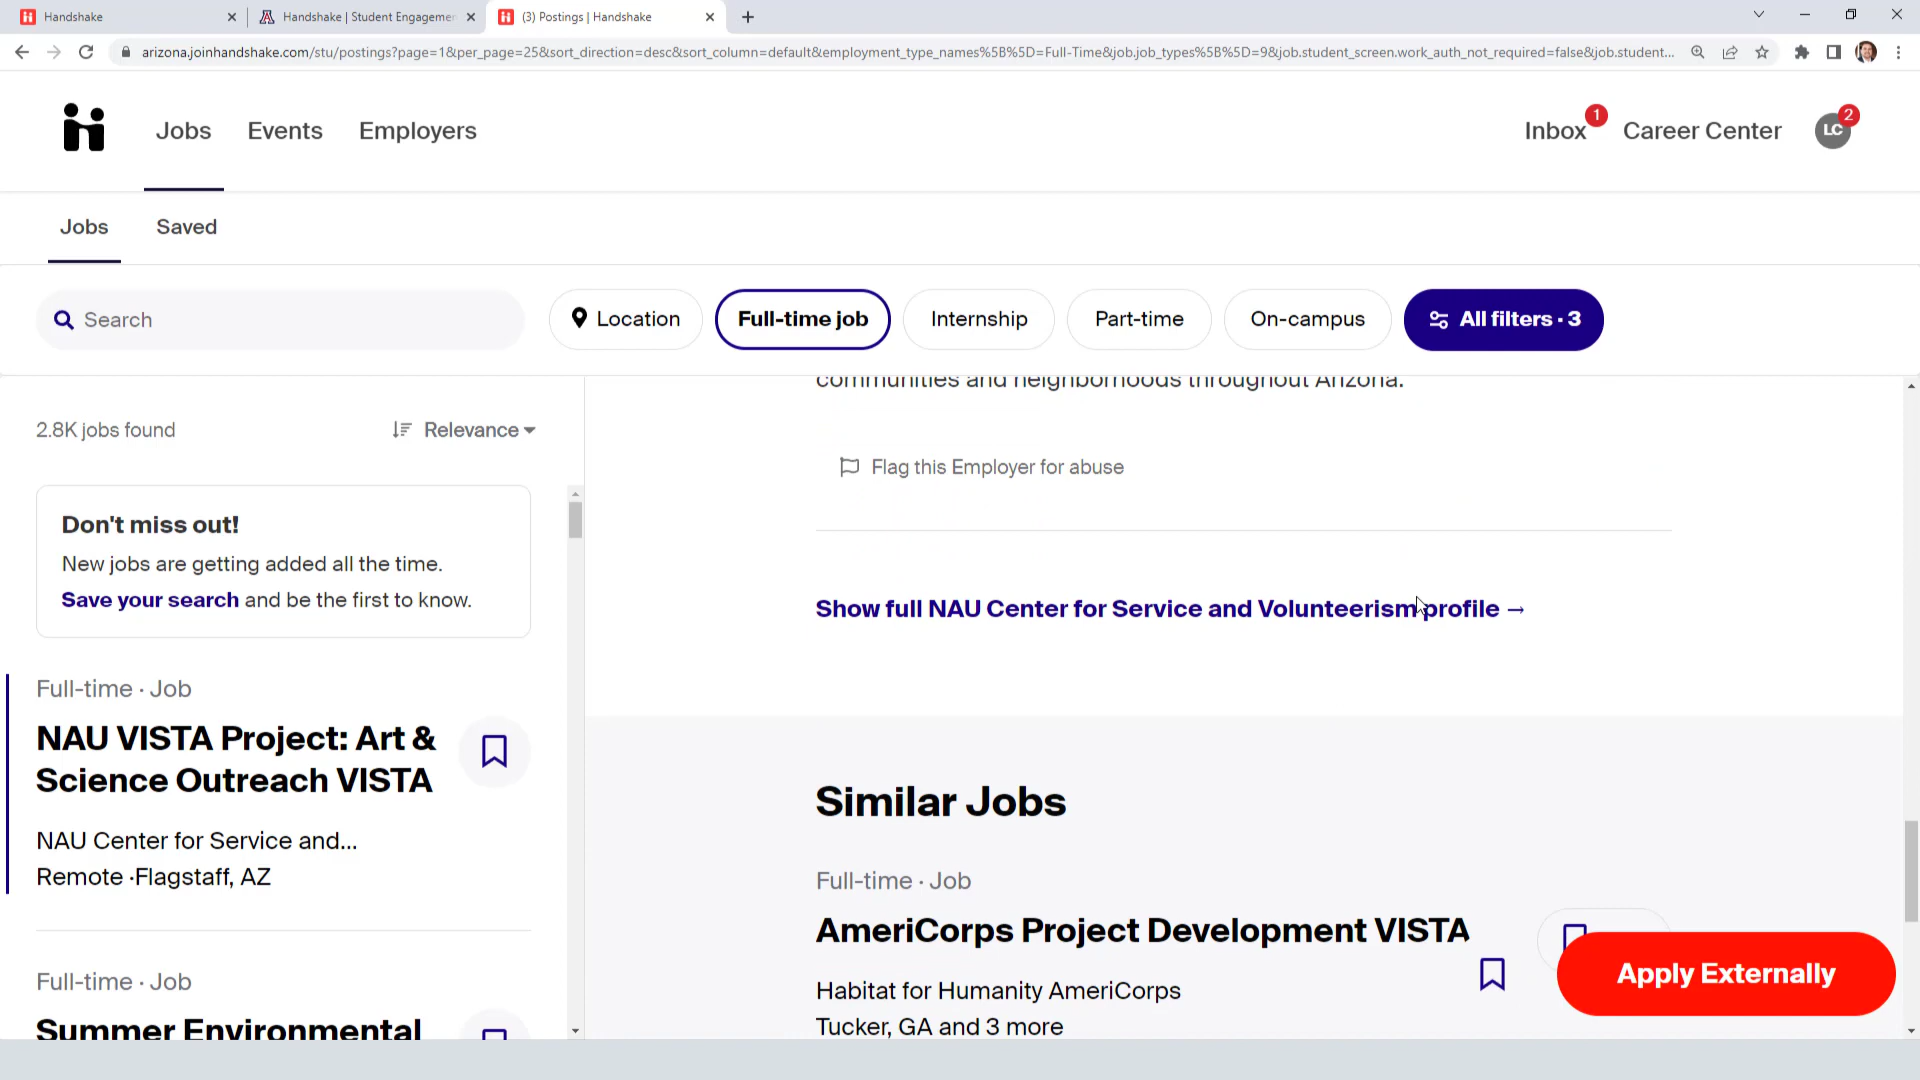 Handshake
Handshake | Student Engagemen
(3) Postings | Handshake
arizona.joinhandshake.com/stu/postings?page=1&per_page=25&sort_direction=desc&sort_column=default&employment_type_names%5B%5D=Full-Time&job.job_types%5B%5D=9&job.student_screen.work_auth_not_required=false&job.student...
Jobs
Events
Employers
Inbox
1
Career Center
LC
2
Jobs
Saved
Search
Location
Full-time job
Internship
Part-time
On-campus
All filters · 3
2.8K jobs found
Relevance
Don't miss out!
New jobs are getting added all the time.
Save your search and be the first to know.
Full-time · Job
NAU VISTA Project: Art &
Science Outreach VISTA
NAU Center for Service and...
Remote ·Flagstaff, AZ
Full-time · Job
Summer Environmental
communities and neighborhoods throughout Arizona.
Flag this Employer for abuse
Show full NAU Center for Service and Volunteerism profile →
Similar Jobs
Full-time · Job
AmeriCorps Project Development VISTA
Habitat for Humanity AmeriCorps
Tucker, GA and 3 more
Apply Externally